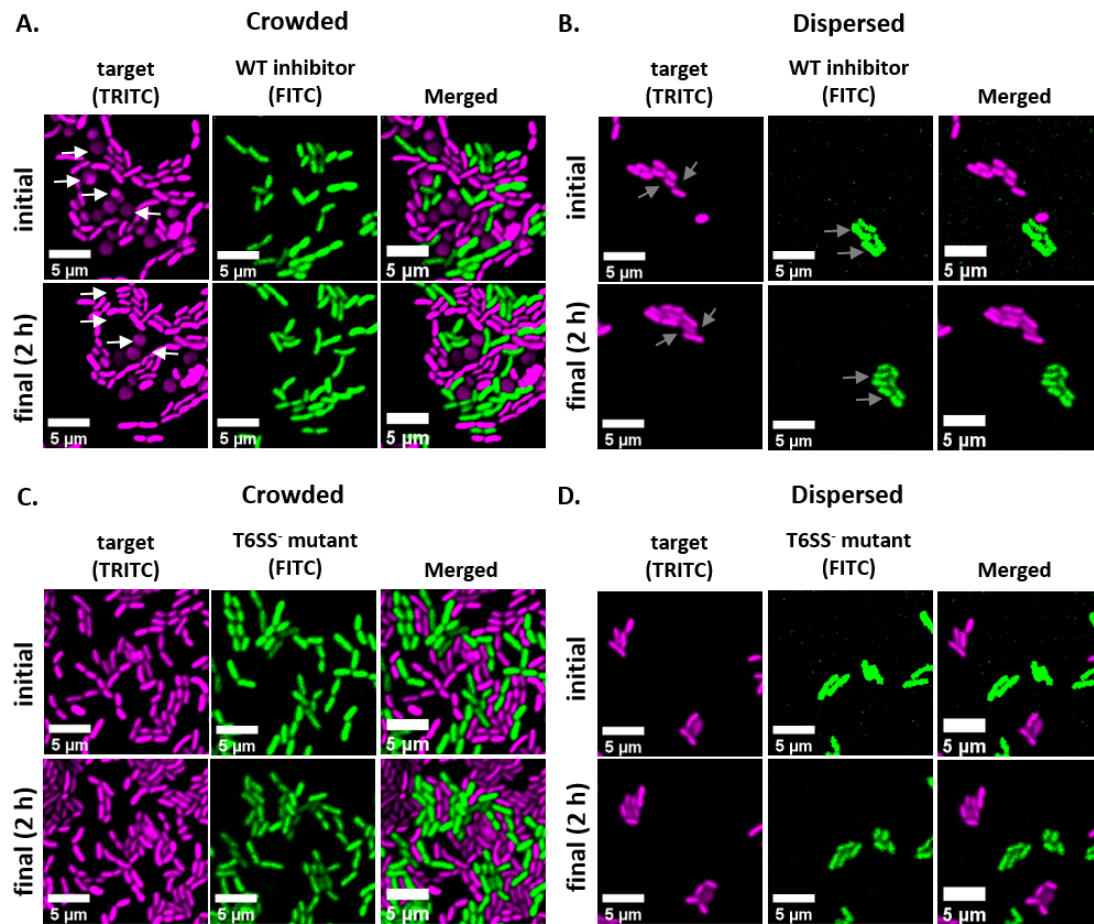 A.
Crowded
target
(TRITC)
WT inhibitor
(FITC)
Merged
initial
5 µm
5 µm
5 µm
final (2 h)
5 µm
5 µm
5 µm
B.
Dispersed
target
(TRITC)
WT inhibitor
(FITC)
Merged
initial
5 µm
5 µm
5 µm
final (2 h)
5 µm
5 µm
5 µm
C.
Crowded
target
(TRITC)
T6SS⁻ mutant
(FITC)
Merged
initial
5 µm
5 µm
5 µm
final (2 h)
5 µm
5 µm
5 µm
D.
Dispersed
target
(TRITC)
T6SS⁻ mutant
(FITC)
Merged
initial
5 µm
5 µm
5 µm
final (2 h)
5 µm
5 µm
5 µm